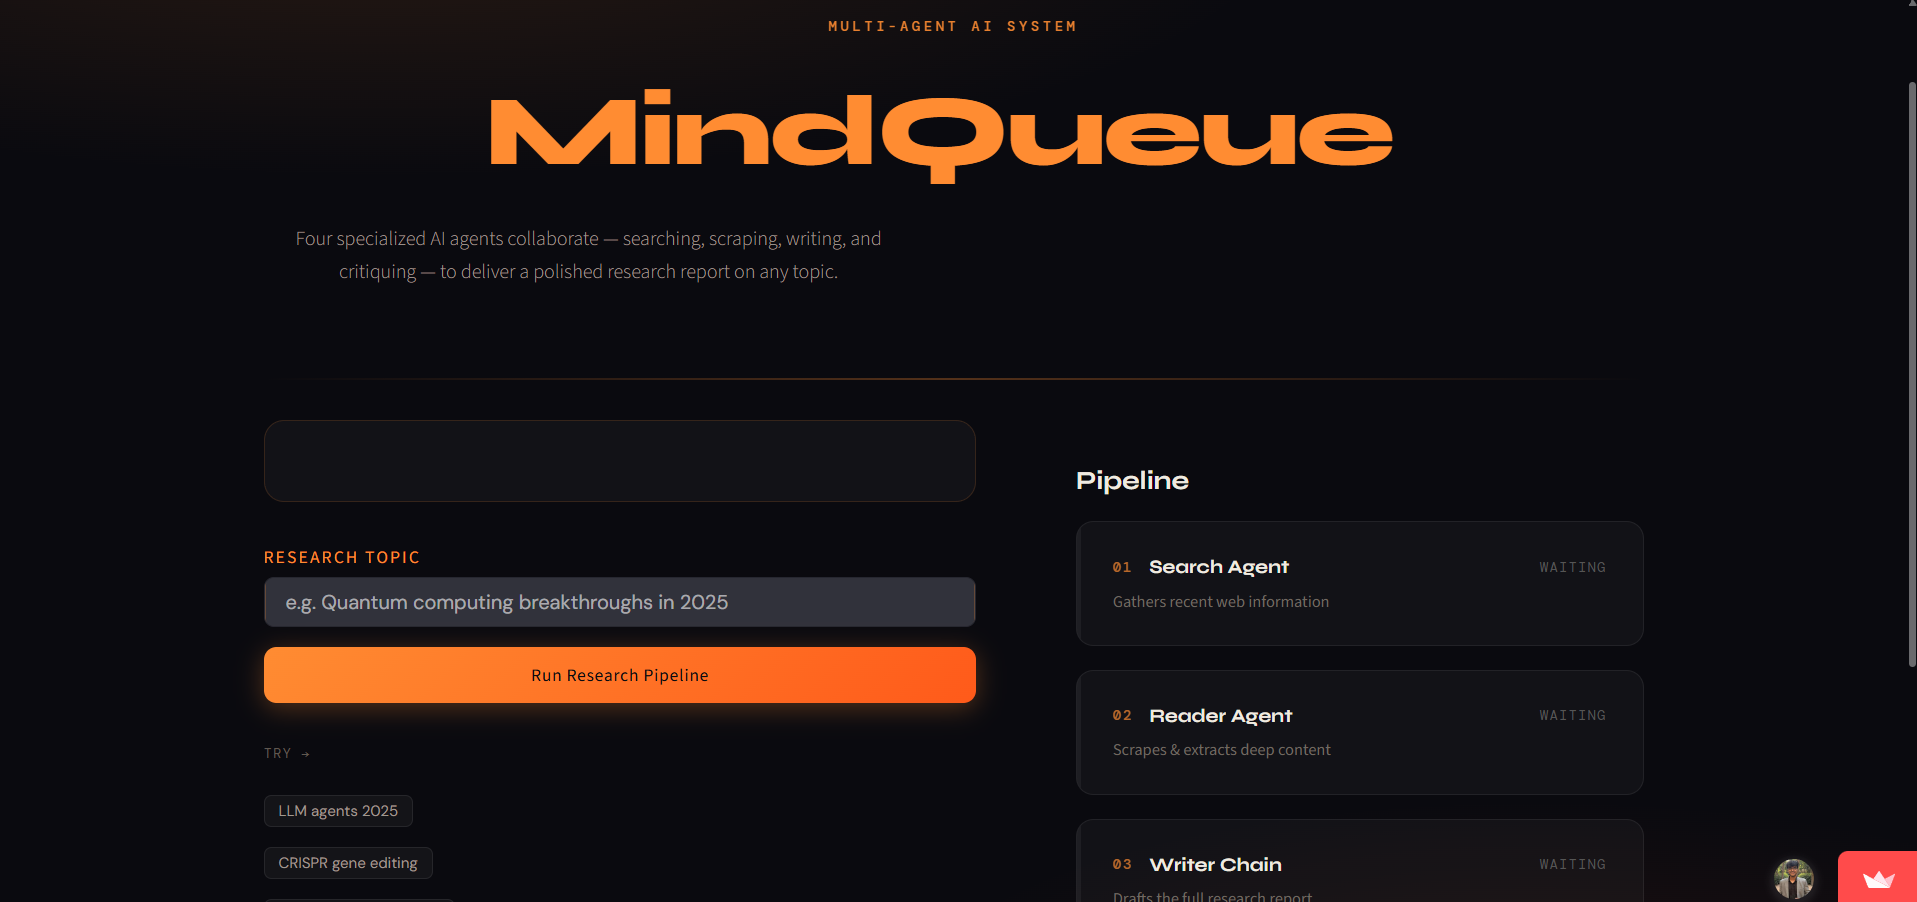 MULTI-AGENT AI SYSTEM
MindQueue
Four specialized AI agents collaborate — searching, scraping, writing, and
critiquing — to deliver a polished research report on any topic.
RESEARCH TOPIC
e.g. Quantum computing breakthroughs in 2025
Run Research Pipeline
TRY →
LLM agents 2025
CRISPR gene editing
Pipeline
01 Search Agent WAITING
Gathers recent web information
02 Reader Agent WAITING
Scrapes & extracts deep content
03 Writer Chain WAITING
Drafts the full research report